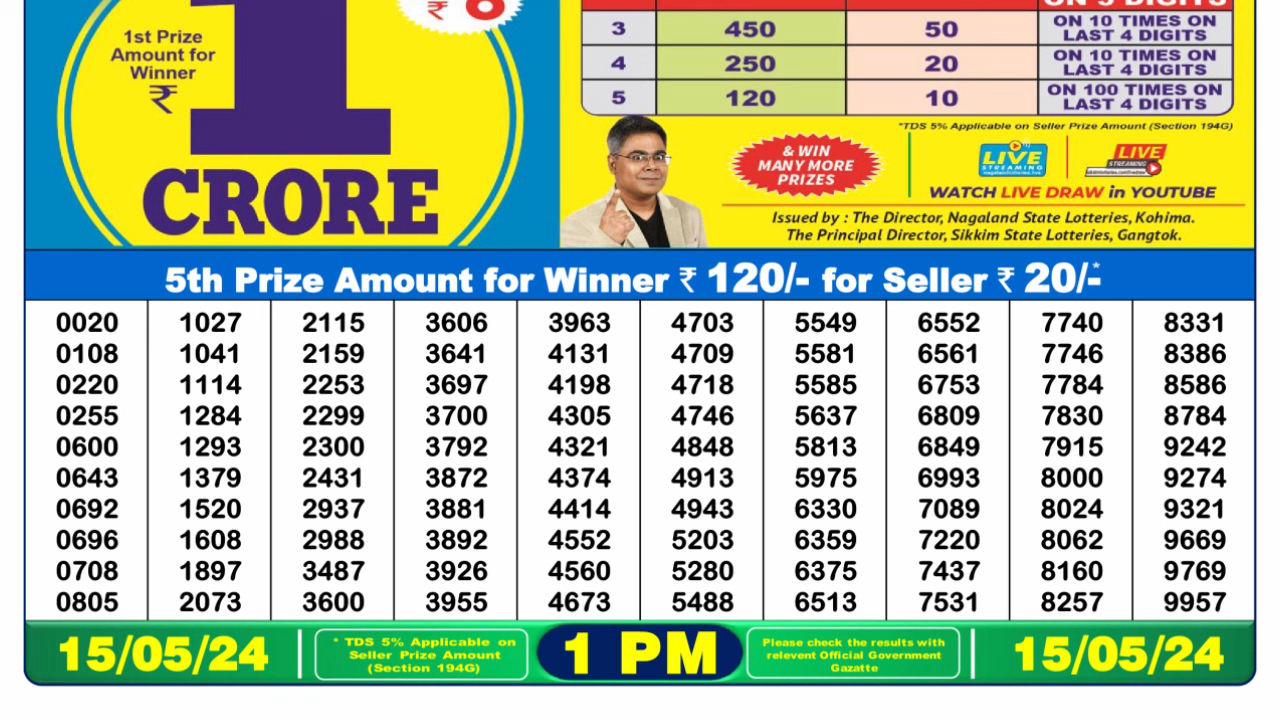 ₹ 6
1
1st Prize
Amount for
Winner
₹
CRORE
ON 5 DIGITS
3 450 50 ON 10 TIMES ON LAST 4 DIGITS
4 250 20 ON 10 TIMES ON LAST 4 DIGITS
5 120 10 ON 100 TIMES ON LAST 4 DIGITS
*TDS 5% Applicable on Seller Prize Amount (Section 194G)
& WIN
MANY MORE
PRIZES
LIVE
STREAMING
LIVE
STREAMING
WATCH LIVE DRAW in YOUTUBE
Issued by : The Director, Nagaland State Lotteries, Kohima.
The Principal Director, Sikkim State Lotteries, Gangtok.
5th Prize Amount for Winner ₹ 120/- for Seller ₹ 20/-*
0020 1027 2115 3606 3963 4703 5549 6552 7740 8331
0108 1041 2159 3641 4131 4709 5581 6561 7746 8386
0220 1114 2253 3697 4198 4718 5585 6753 7784 8586
0255 1284 2299 3700 4305 4746 5637 6809 7830 8784
0600 1293 2300 3792 4321 4848 5813 6849 7915 9242
0643 1379 2431 3872 4374 4913 5975 6993 8000 9274
0692 1520 2937 3881 4414 4943 6330 7089 8024 9321
0696 1608 2988 3892 4552 5203 6359 7220 8062 9669
0708 1897 3487 3926 4560 5280 6375 7437 8160 9769
0805 2073 3600 3955 4673 5488 6513 7531 8257 9957
15/05/24
* TDS 5% Applicable on
Seller Prize Amount
(Section 194G)
1 PM
Please check the results with
relevent Official Government
Gazatte
15/05/24